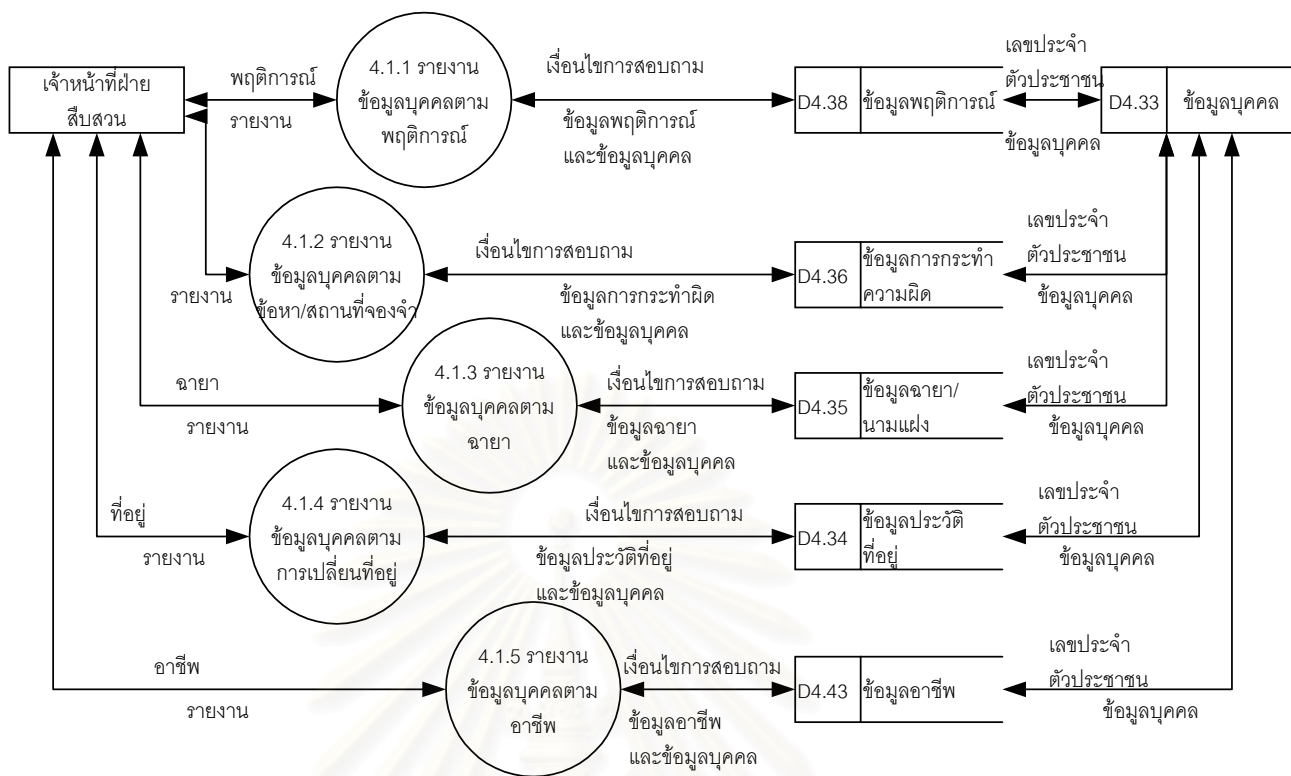 เจ้าหน้าที่ฝ่าย
สืบสวน
พฤติการณ์
รายงาน
4.1.1 รายงาน
ข้อมูลบุคคลตาม
พฤติการณ์
เงื่อนไขการสอบถาม
ข้อมูลพฤติการณ์
และข้อมูลบุคคล
D4.38
ข้อมูลพฤติการณ์
เลขประจำ
ตัวประชาชน
ข้อมูลบุคคล
D4.33
ข้อมูลบุคคล
รายงาน
4.1.2 รายงาน
ข้อมูลบุคคลตาม
ข้อหา/สถานที่จองจำ
เงื่อนไขการสอบถาม
ข้อมูลการกระทำผิด
และข้อมูลบุคคล
D4.36
ข้อมูลการกระทำ
ความผิด
เลขประจำ
ตัวประชาชน
ข้อมูลบุคคล
ฉายา
รายงาน
4.1.3 รายงาน
ข้อมูลบุคคลตาม
ฉายา
เงื่อนไขการสอบถาม
ข้อมูลฉายา
และข้อมูลบุคคล
D4.35
ข้อมูลฉายา/
นามแฝง
เลขประจำ
ตัวประชาชน
ข้อมูลบุคคล
ที่อยู่
รายงาน
4.1.4 รายงาน
ข้อมูลบุคคลตาม
การเปลี่ยนที่อยู่
เงื่อนไขการสอบถาม
ข้อมูลประวัติที่อยู่
และข้อมูลบุคคล
D4.34
ข้อมูลประวัติ
ที่อยู่
เลขประจำ
ตัวประชาชน
ข้อมูลบุคคล
อาชีพ
รายงาน
4.1.5 รายงาน
ข้อมูลบุคคลตาม
อาชีพ
เงื่อนไขการสอบถาม
ข้อมูลอาชีพ
และข้อมูลบุคคล
D4.43
ข้อมูลอาชีพ
เลขประจำ
ตัวประชาชน
ข้อมูลบุคคล